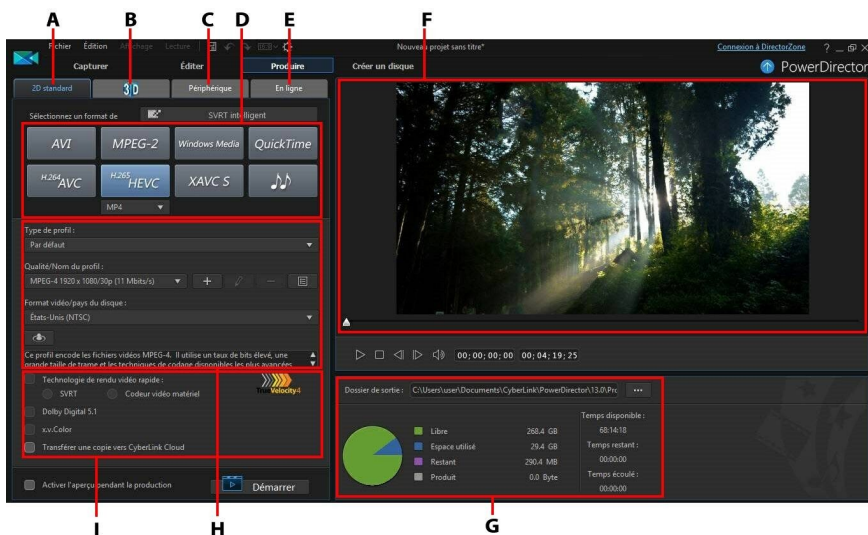 A B C D E F
Fichier Édition Affichage Lecture
Nouveau projet sans titre*
Connexion à DirectorZone ?
Capturer Éditer Produire Créer un disque
PowerDirector
2D standard 3D Périphérique En ligne
Sélectionnez un format de SVRT intelligent
AVI MPEG-2 Windows Media QuickTime
H.264 AVC H.265 HEVC XAVC S
MP4
Type de profil :
Par défaut
Qualité/Nom du profil :
MPEG-4 1920 x 1080/30p (11 Mbits/s)
Format vidéo/pays du disque :
États-Unis (NTSC)
Ce profil encode les fichiers vidéos MPEG-4. Il utilise un taux de bits élevé, une
grande taille de trame et les techniques de codage disponibles les plus avancées
00;00;00;00 00;04;19;25
Technologie de rendu vidéo rapide :
SVRT Codeur vidéo matériel
TrueVelocity4
Dolby Digital 5.1
x.v.Color
Transférer une copie vers CyberLink Cloud
Activer l'aperçu pendant la production
Démarrer
Dossier de sortie : C:\Users\user\Documents\CyberLink\PowerDirector\13.0\Prc
Libre 268.4 GB
Espace utilisé 29.4 GB
Restant 290.4 MB
Produit 0.0 Byte
Temps disponible :
68:14:18
Temps restant :
00:00:00
Temps écoulé :
00:00:00
I H G